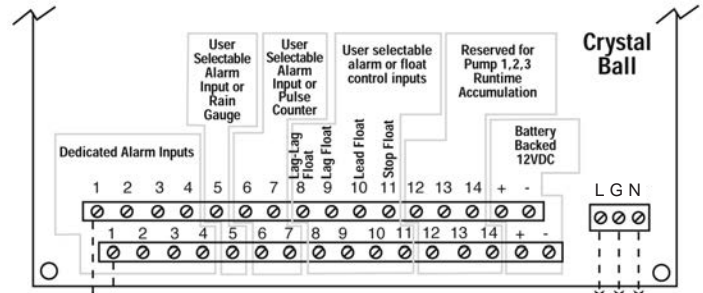 User
Selectable
Alarm
Input or
Rain
Gauge
User
Selectable
Alarm
Input or
Pulse
Counter
User selectable
alarm or float
control inputs
Reserved for
Pump 1,2,3
Runtime
Accumulation
Crystal
Ball
Dedicated Alarm Inputs
Lag-Lag
Float
Lag Float
Lead Float
Stop Float
Battery
Backed
12VDC
1 2 3 4 5 6 7 8 9 10 11 12 13 14 + -
L G N
1 2 3 4 5 6 7 8 9 10 11 12 13 14 + -